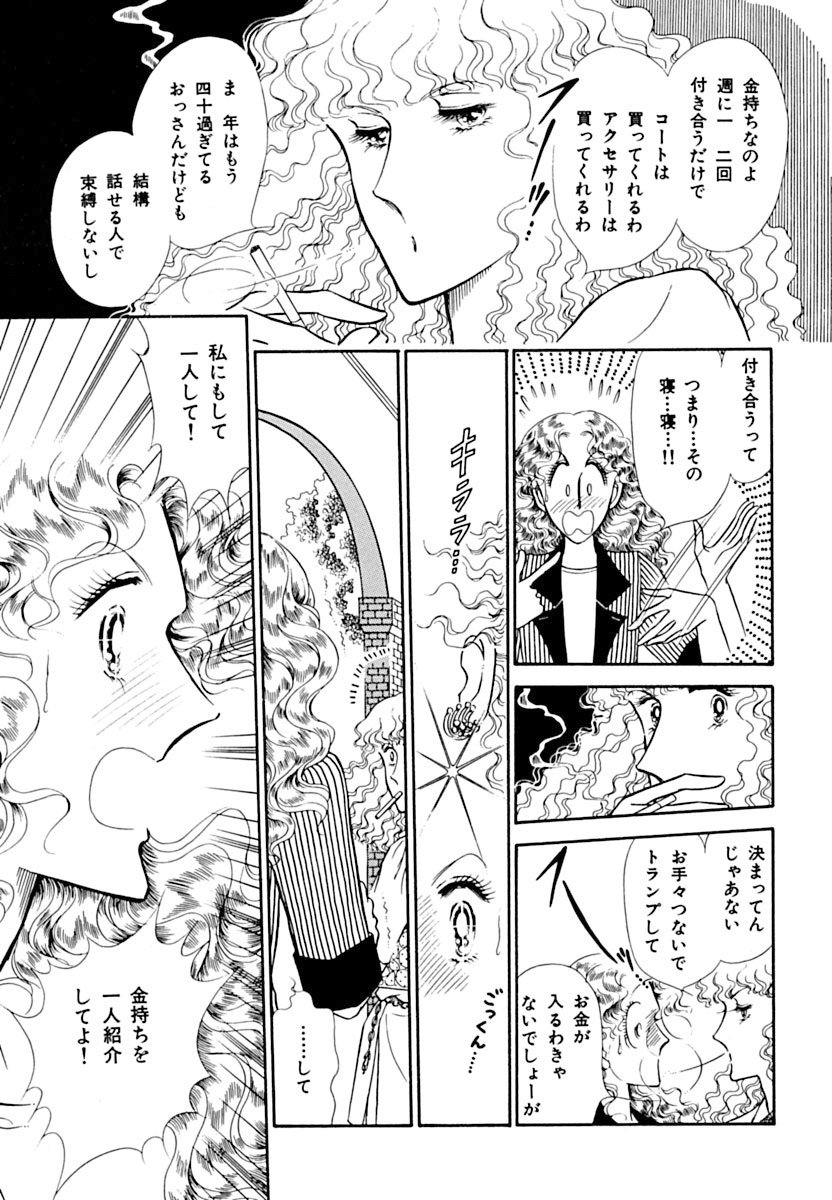 金持ちなのよ
週に一 二回
付き合うだけで
コートは
買ってくれるわ
アクセサリーは
買ってくれるわ
ま 年はもう
四十過ぎてる
おっさんだけども
結構
話せる人で
束縛しないし
付き合うって
つまり…その
寝…寝…!!
決まってん
じゃあない
お手々つないで
トランプして
お金が
入るわきゃ
ないでしょーが
キララ…
ごっくん…
……して
私にもして
一人して！
金持ちを
一人紹介
してよ！